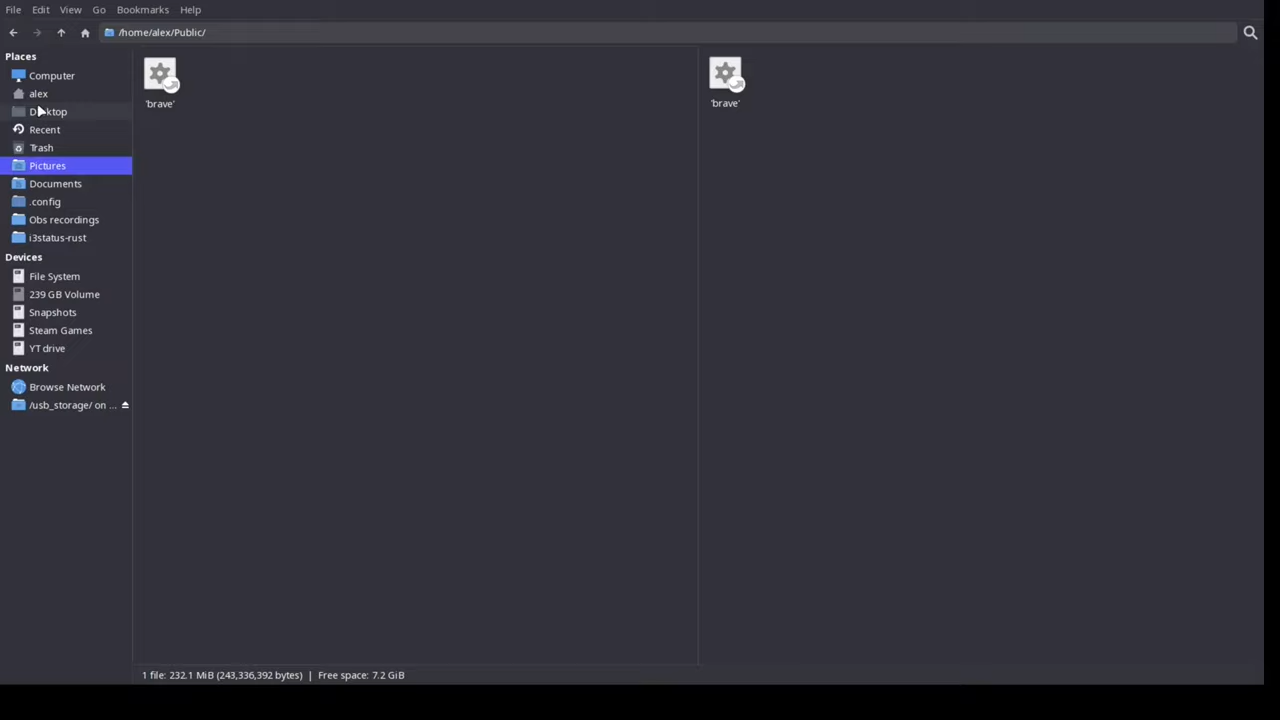 File Edit View Go Bookmarks Help
/home/alex/Public/
Places
Computer
alex
Desktop
Recent
Trash
Pictures
Documents
.config
Obs recordings
i3status-rust
Devices
File System
239 GB Volume
Snapshots
Steam Games
YT drive
Network
Browse Network
/usb_storage/ on ...
'brave'
'brave'
1 file: 232.1 MiB (243,336,392 bytes) | Free space: 7.2 GiB